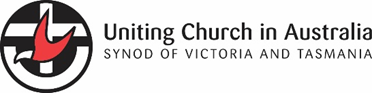 Uniting Church in Australia
SYNOD OF VICTORIA AND TASMANIA